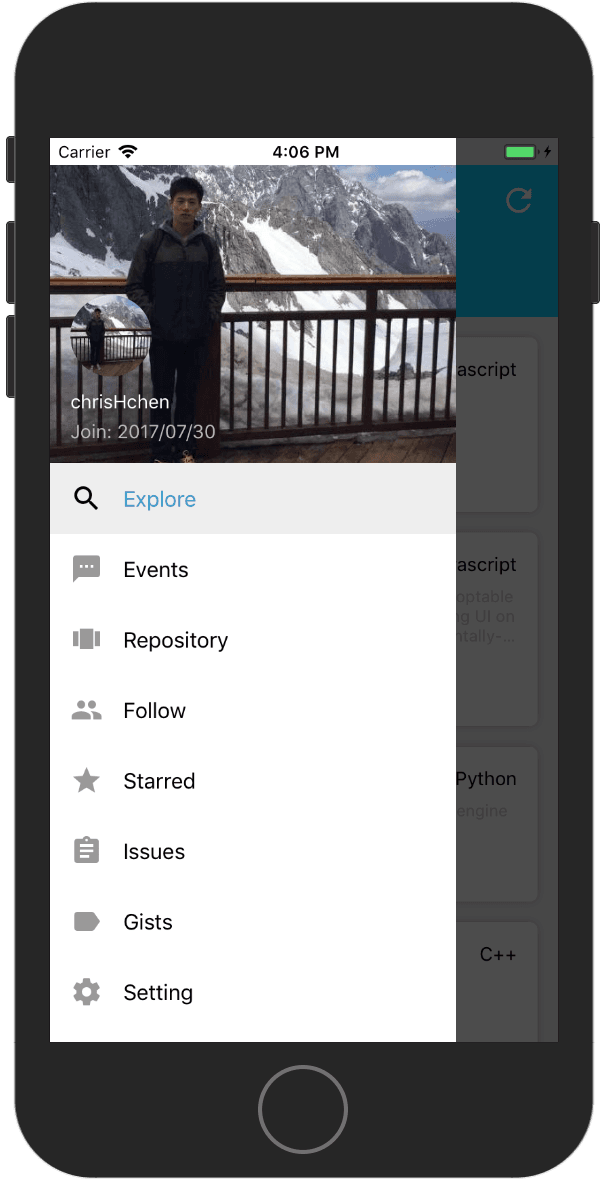 Carrier 4:06 PM
chrisHchen
Join: 2017/07/30
Explore
Events
Repository
Follow
Starred
Issues
Gists
Setting
ascript
ascript
optable
ng UI on
ntally-...
Python
engine
C++